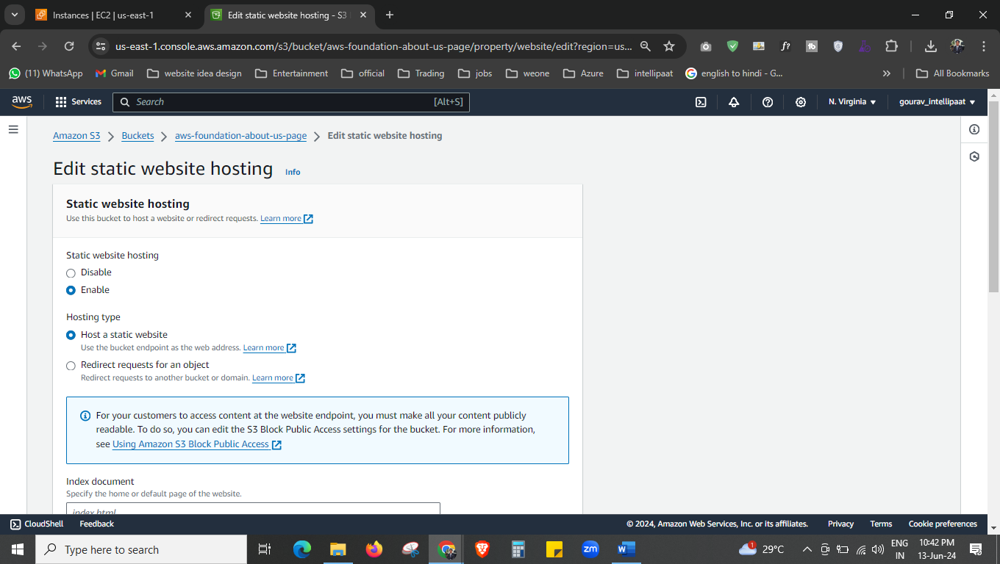 Instances | EC2 | us-east-1
Edit static website hosting - S3
us-east-1.console.aws.amazon.com/s3/bucket/aws-foundation-about-us-page/property/website/edit?region=us...
(11) WhatsApp
Gmail
website idea design
Entertainment
official
Trading
jobs
weone
Azure
intellipaat
english to hindi - G...
All Bookmarks
aws
Services
Search
[Alt+S]
N. Virginia
gourav_intellipaat
Amazon S3
Buckets
aws-foundation-about-us-page
Edit static website hosting
Edit static website hosting Info
Static website hosting
Use this bucket to host a website or redirect requests. Learn more
Static website hosting
Disable
Enable
Hosting type
Host a static website
Use the bucket endpoint as the web address. Learn more
Redirect requests for an object
Redirect requests to another bucket or domain. Learn more
For your customers to access content at the website endpoint, you must make all your content publicly
readable. To do so, you can edit the S3 Block Public Access settings for the bucket. For more information,
see Using Amazon S3 Block Public Access
Index document
Specify the home or default page of the website.
index.html
CloudShell
Feedback
© 2024, Amazon Web Services, Inc. or its affiliates.
Privacy
Terms
Cookie preferences
Type here to search
zm
1
29°C
ENG
IN
10:42 PM
13-Jun-24